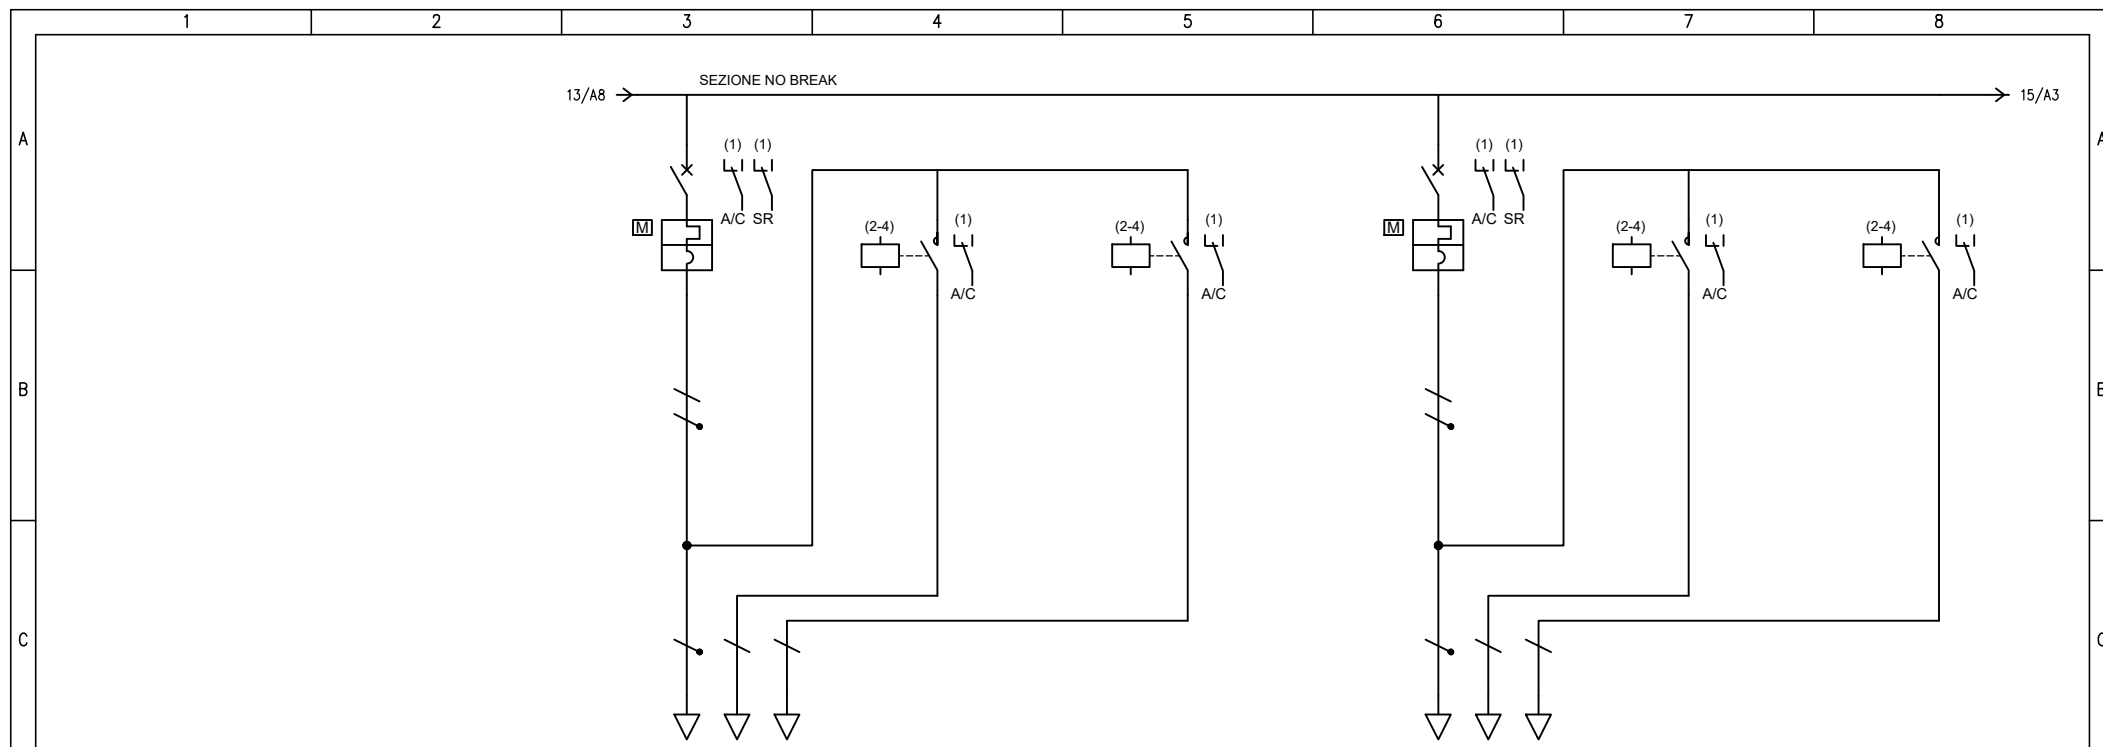 1 2 3 4 5 6 7 8
SEZIONE NO BREAK
13/A8 15/A3
A A
(1) (1) (1) (1)
A/C SR A/C SR
M (2-4) (1) (2-4) (1) M (2-4) (1) (2-4) (1)
A/C A/C A/C A/C
B B
C C